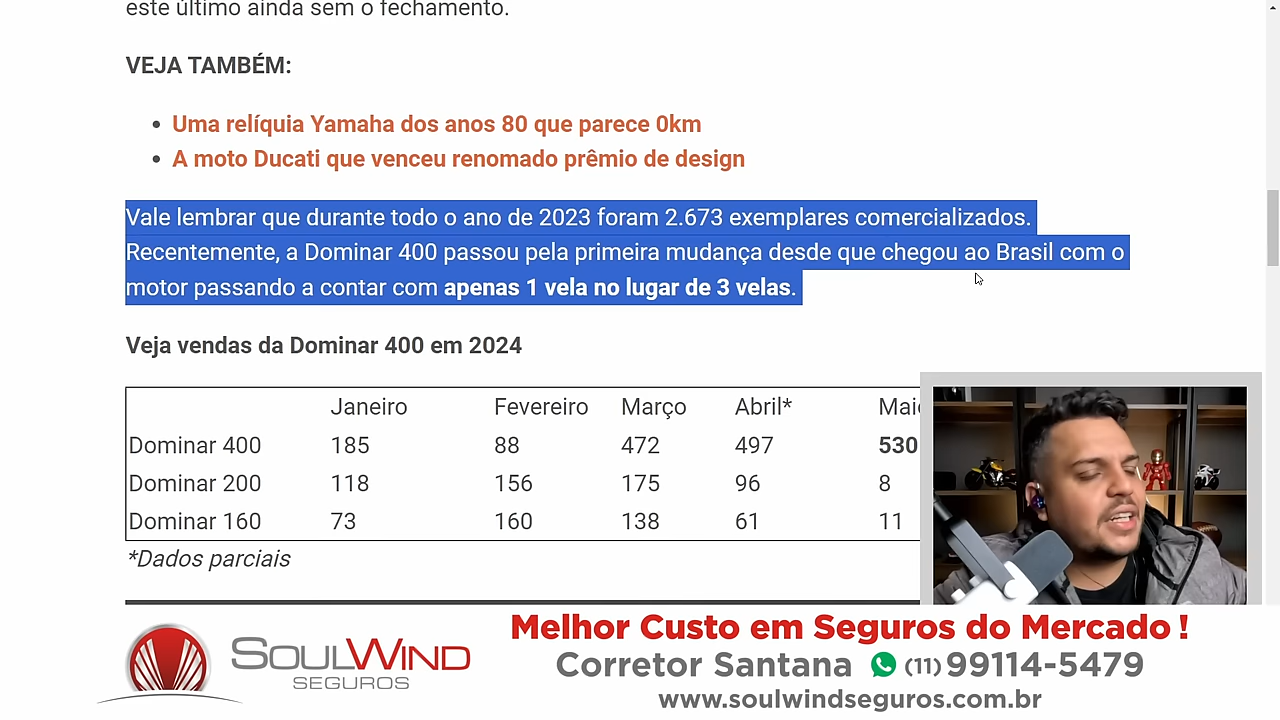 este último ainda sem o fechamento.
VEJA TAMBÉM:
• Uma relíquia Yamaha dos anos 80 que parece 0km
• A moto Ducati que venceu renomado prêmio de design
Vale lembrar que durante todo o ano de 2023 foram 2.673 exemplares comercializados.
Recentemente, a Dominar 400 passou pela primeira mudança desde que chegou ao Brasil com o
motor passando a contar com apenas 1 vela no lugar de 3 velas.
Veja vendas da Dominar 400 em 2024
Janeiro Fevereiro Março Abril*
Dominar 400 185 88 472 497 530
Dominar 200 118 156 175 96 8
Dominar 160 73 160 138 61 11
*Dados parciais
SOULWIND
SEGUROS
Melhor Custo em Seguros do Mercado !
Corretor Santana (11) 99114-5479
www.soulwindseguros.com.br